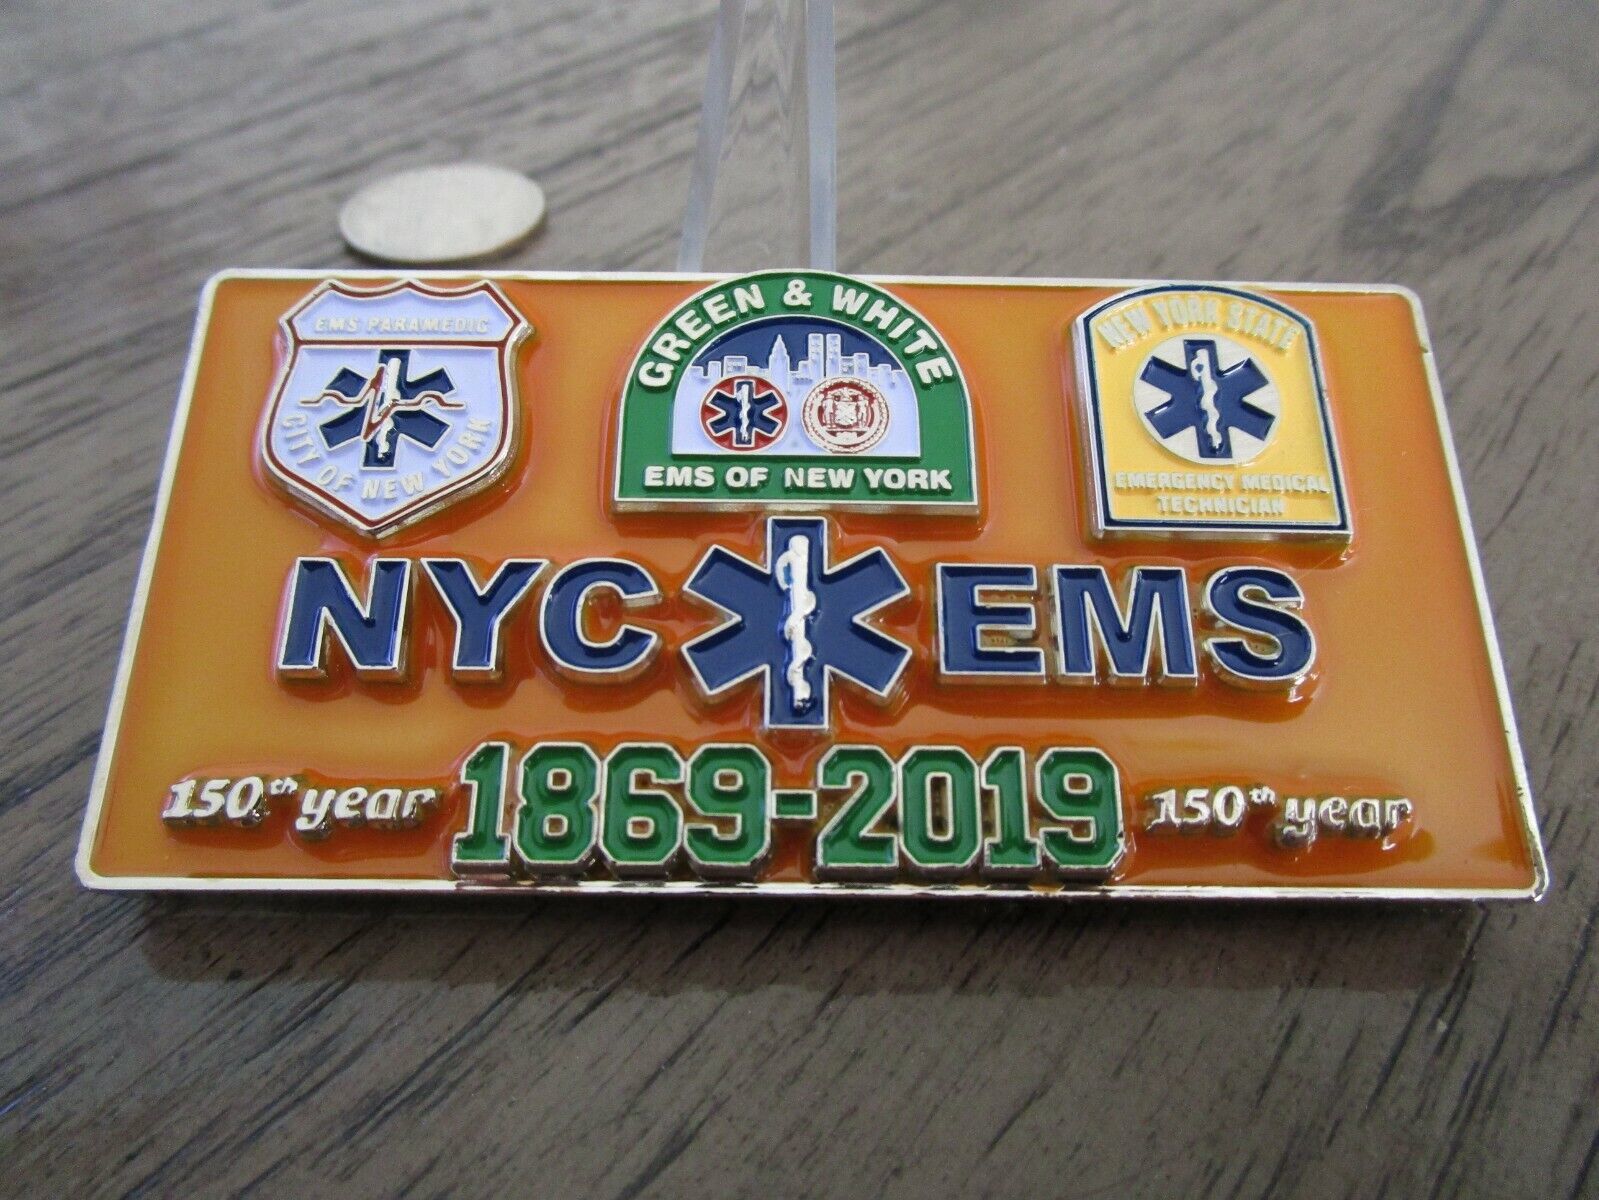 EMS PARAMEDIC
CITY OF NEW YORK
GREEN & WHITE
EMS OF NEW YORK
NEW YORK STATE
EMERGENCY MEDICAL
TECHNICIAN
NYC EMS
150th year 1869-2019 150th year